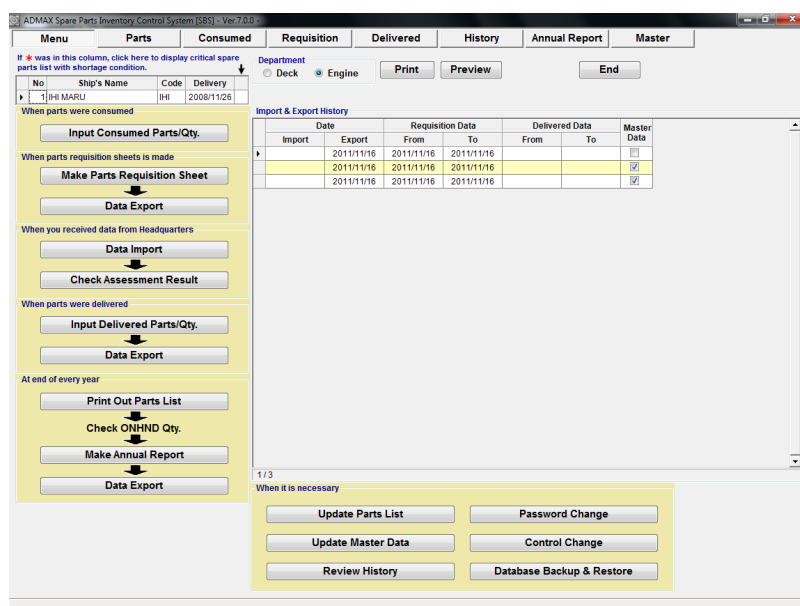 ADMAX Spare Parts Inventory Control System [SBS] - Ver.7.0.0 -
Menu Parts Consumed Requisition Delivered History Annual Report Master
If * was in this column, click here to display critical spare
parts list with shortage condition.
No Ship's Name Code Delivery
1 IHI MARU IHI 2008/11/26
Department
Deck Engine Print Preview End
When parts were consumed
Input Consumed Parts/Qty.
When parts requisition sheets is made
Make Parts Requisition Sheet
Data Export
When you received data from Headquarters
Data Import
Check Assessment Result
When parts were delivered
Input Delivered Parts/Qty.
Data Export
At end of every year
Print Out Parts List
Check ONHND Qty.
Make Annual Report
Data Export
Import & Export History
Date Requisition Data Delivered Data Master Data
Import Export From To From To
2011/11/16 2011/11/16 2011/11/16
2011/11/16 2011/11/16 2011/11/16
2011/11/16 2011/11/16 2011/11/16
1 / 3
When it is necessary
Update Parts List Password Change
Update Master Data Control Change
Review History Database Backup & Restore